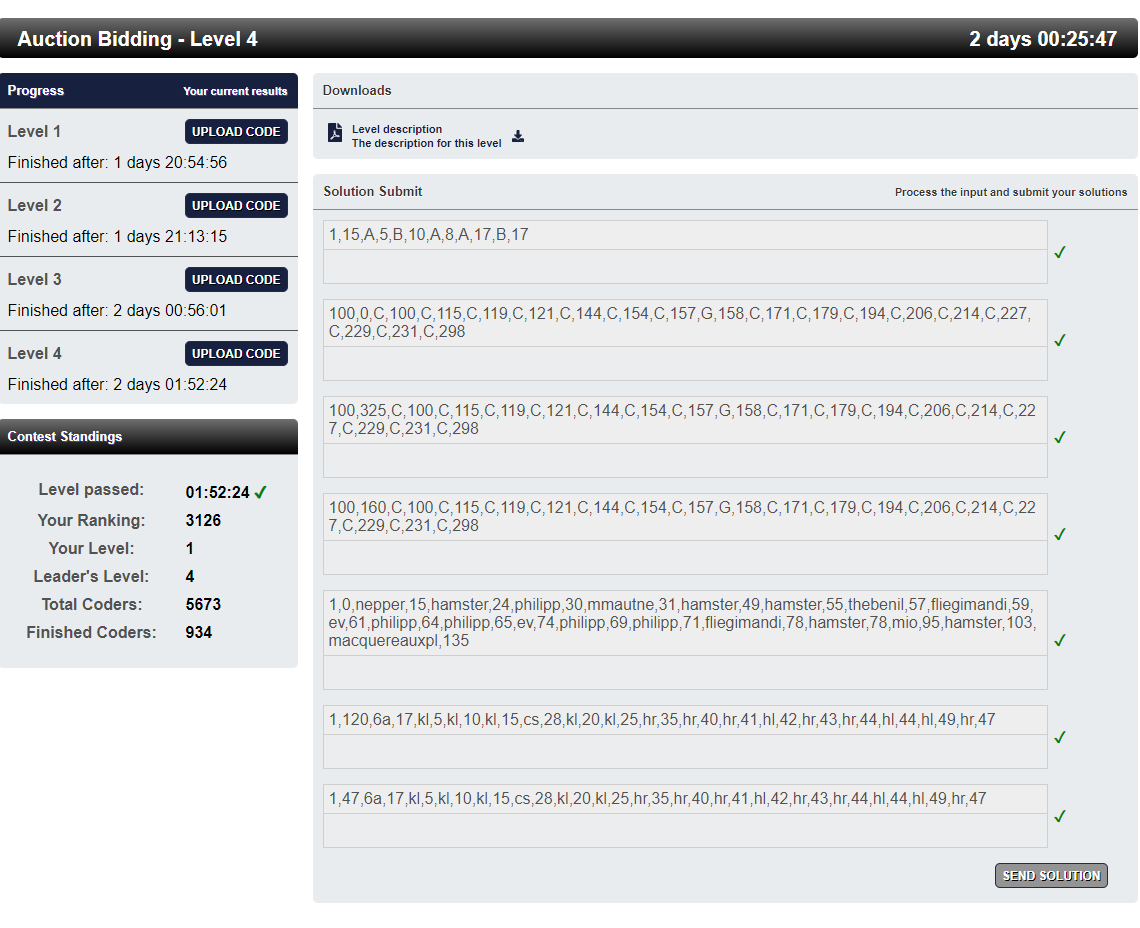 Auction Bidding - Level 4
2 days 00:25:47
Progress
Your current results
Level 1
UPLOAD CODE
Finished after: 1 days 20:54:56
Level 2
UPLOAD CODE
Finished after: 1 days 21:13:15
Level 3
UPLOAD CODE
Finished after: 2 days 00:56:01
Level 4
UPLOAD CODE
Finished after: 2 days 01:52:24
Contest Standings
Level passed: 01:52:24
Your Ranking: 3126
Your Level: 1
Leader's Level: 4
Total Coders: 5673
Finished Coders: 934
Downloads
Level description
The description for this level
Solution Submit
Process the input and submit your solutions
1,15,A,5,B,10,A,8,A,17,B,17
100,0,C,100,C,115,C,119,C,121,C,144,C,154,C,157,G,158,C,171,C,179,C,194,C,206,C,214,C,227,
C,229,C,231,C,298
100,325,C,100,C,115,C,119,C,121,C,144,C,154,C,157,G,158,C,171,C,179,C,194,C,206,C,214,C,22
7,C,229,C,231,C,298
100,160,C,100,C,115,C,119,C,121,C,144,C,154,C,157,G,158,C,171,C,179,C,194,C,206,C,214,C,22
7,C,229,C,231,C,298
1,0,nepper,15,hamster,24,philipp,30,mmautne,31,hamster,49,hamster,55,thebenil,57,fliegimandi,59,
ev,61,philipp,64,philipp,65,ev,74,philipp,69,philipp,71,fliegimandi,78,hamster,78,mio,95,hamster,103,
macquereauxpl,135
1,120,6a,17,kl,5,kl,10,kl,15,cs,28,kl,20,kl,25,hr,35,hr,40,hr,41,hl,42,hr,43,hr,44,hl,44,hl,49,hr,47
1,47,6a,17,kl,5,kl,10,kl,15,cs,28,kl,20,kl,25,hr,35,hr,40,hr,41,hl,42,hr,43,hr,44,hl,44,hl,49,hr,47
SEND SOLUTION